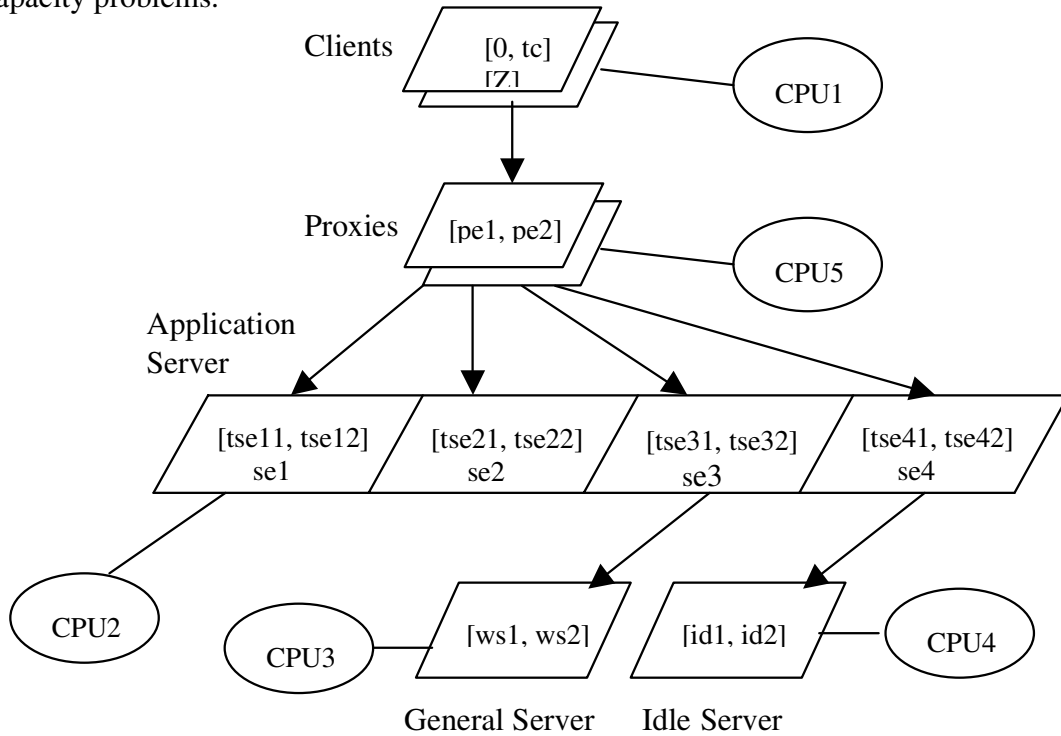 apacity problems.
Clients
[0, tc]
[Z]
CPU1
Proxies
[pe1, pe2]
CPU5
Application
Server
[tse11, tse12]
se1
[tse21, tse22]
se2
[tse31, tse32]
se3
[tse41, tse42]
se4
CPU2
CPU3
[ws1, ws2]
[id1, id2]
CPU4
General Server
Idle Server